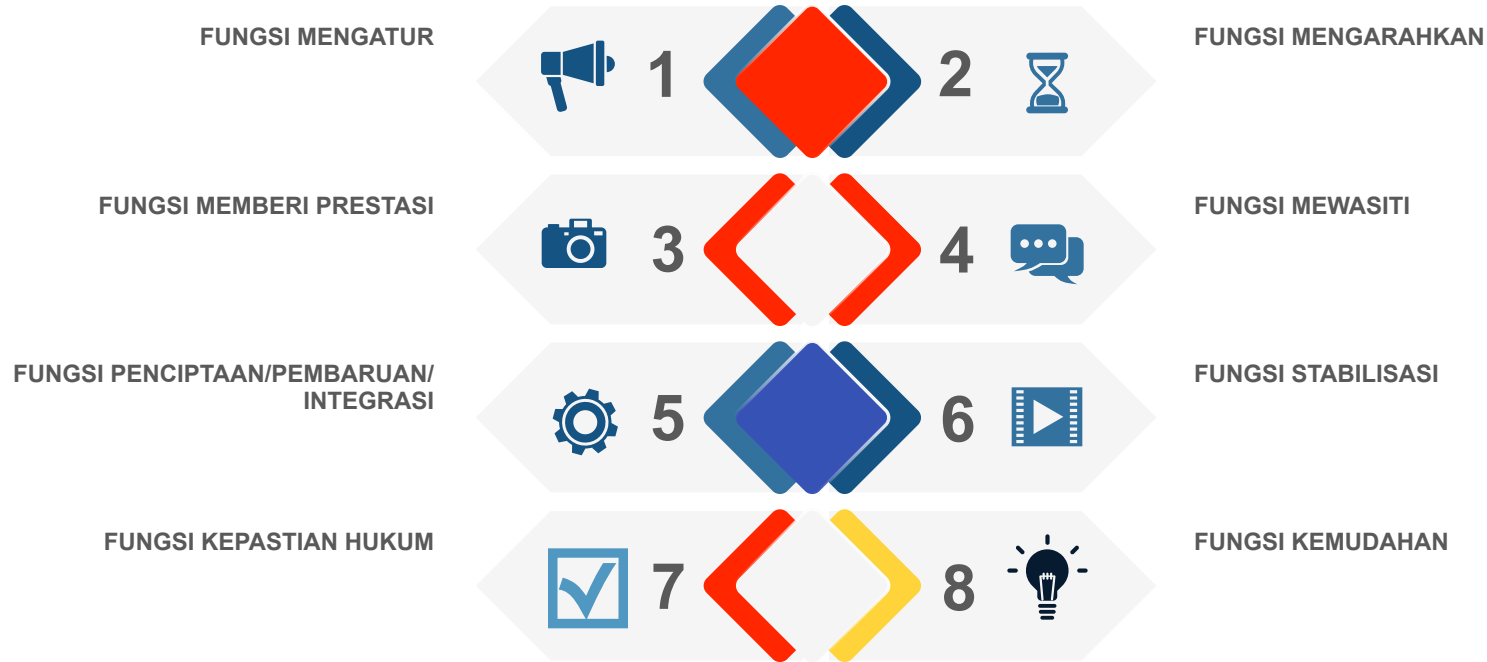 FUNGSI MENGATUR
1
2
FUNGSI MENGARAHKAN
FUNGSI MEMBERI PRESTASI
3
4
FUNGSI MEWASITI
FUNGSI PENCIPTAAN/PEMBARUAN/
INTEGRASI
5
6
FUNGSI STABILISASI
FUNGSI KEPASTIAN HUKUM
7
8
FUNGSI KEMUDAHAN